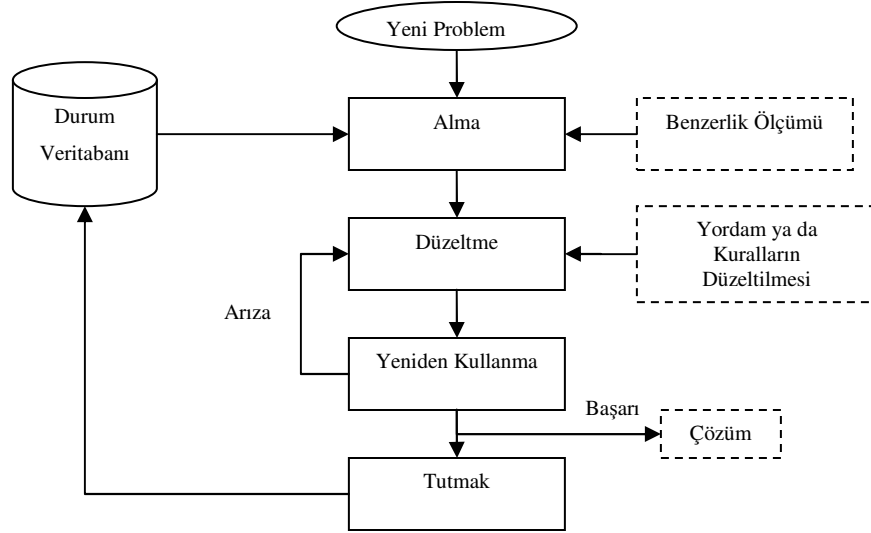 Yeni Problem
Durum
Veritabanı
Alma
Benzerlik Ölçümü
Düzeltme
Yordam ya da
Kuralların
Düzeltilmesi
Arıza
Yeniden Kullanma
Başarı
Çözüm
Tutmak